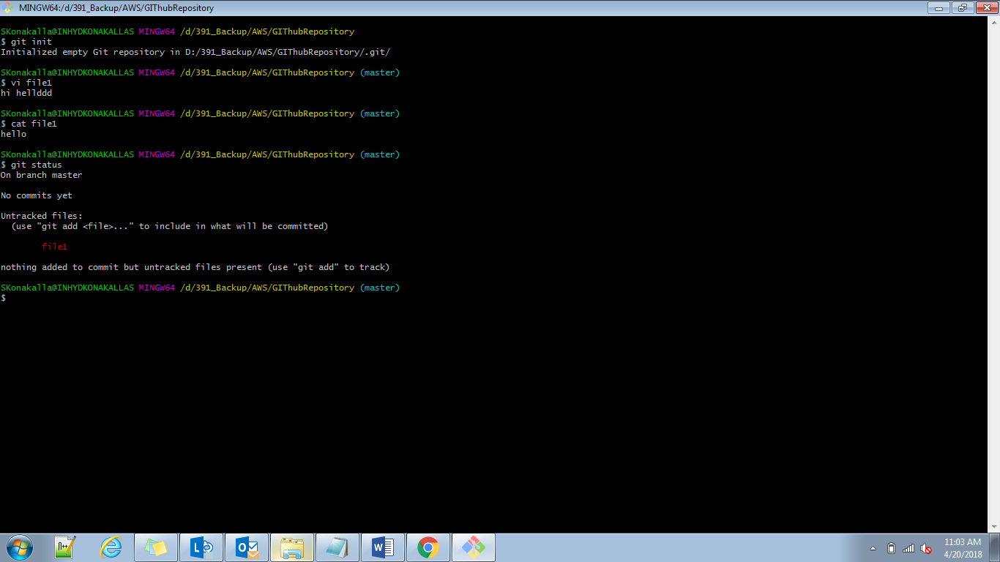 MINGW64:/d/391_Backup/AWS/GIThubRepository
SKonakalla@INHYDKONAKALLAS MINGW64 /d/391_Backup/AWS/GIThubRepository
$ git init
Initialized empty Git repository in D:/391_Backup/AWS/GIThubRepository/.git/
SKonakalla@INHYDKONAKALLAS MINGW64 /d/391_Backup/AWS/GIThubRepository (master)
$ vi file1
hi hellddd
SKonakalla@INHYDKONAKALLAS MINGW64 /d/391_Backup/AWS/GIThubRepository (master)
$ cat file1
hello
SKonakalla@INHYDKONAKALLAS MINGW64 /d/391_Backup/AWS/GIThubRepository (master)
$ git status
On branch master
No commits yet
Untracked files:
(use "git add <file>..." to include in what will be committed)
file1
nothing added to commit but untracked files present (use "git add" to track)
SKonakalla@INHYDKONAKALLAS MINGW64 /d/391_Backup/AWS/GIThubRepository (master)
$
11:03 AM
4/20/2018